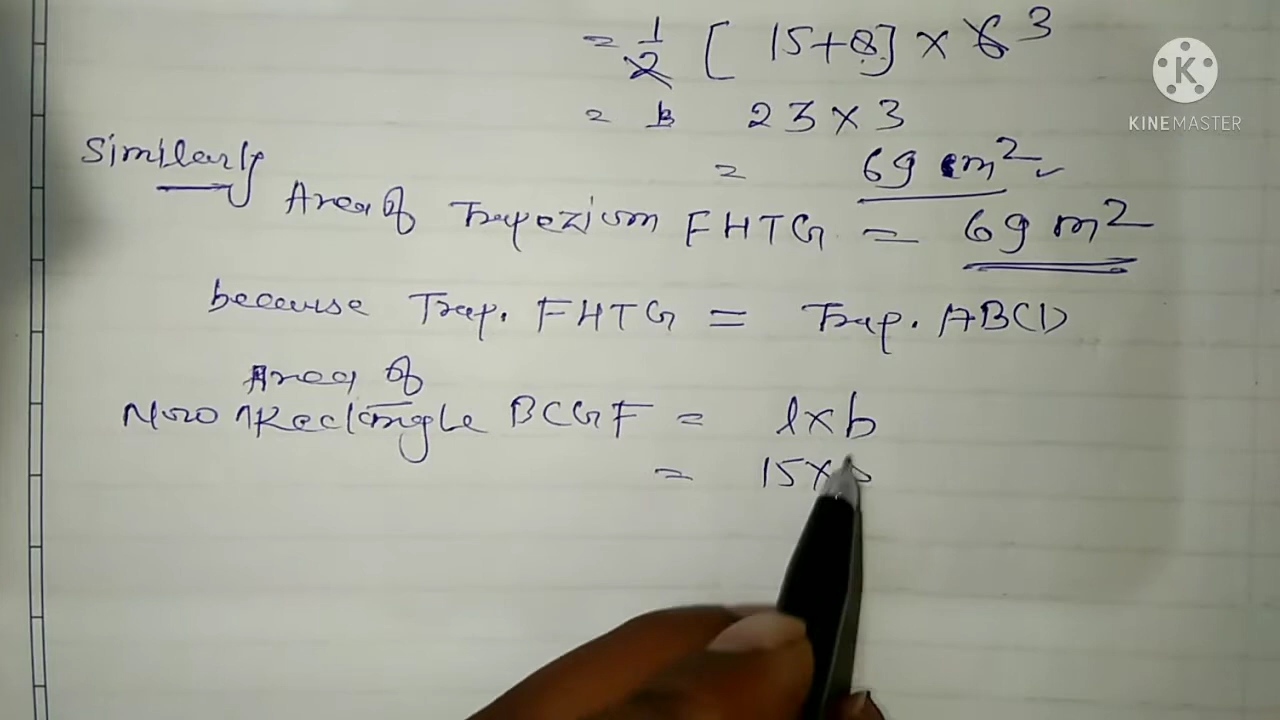 = 1/2 [ 15+8] × 6 3
= 23 × 3
= 69 m²
Similarly
Area of Trapezium FHTG = 69 m²
because Trap. FHTG = Trap. ABCD
Area of
Now Rectangle BCGF = l×b
= 15×
K
KINEMASTER